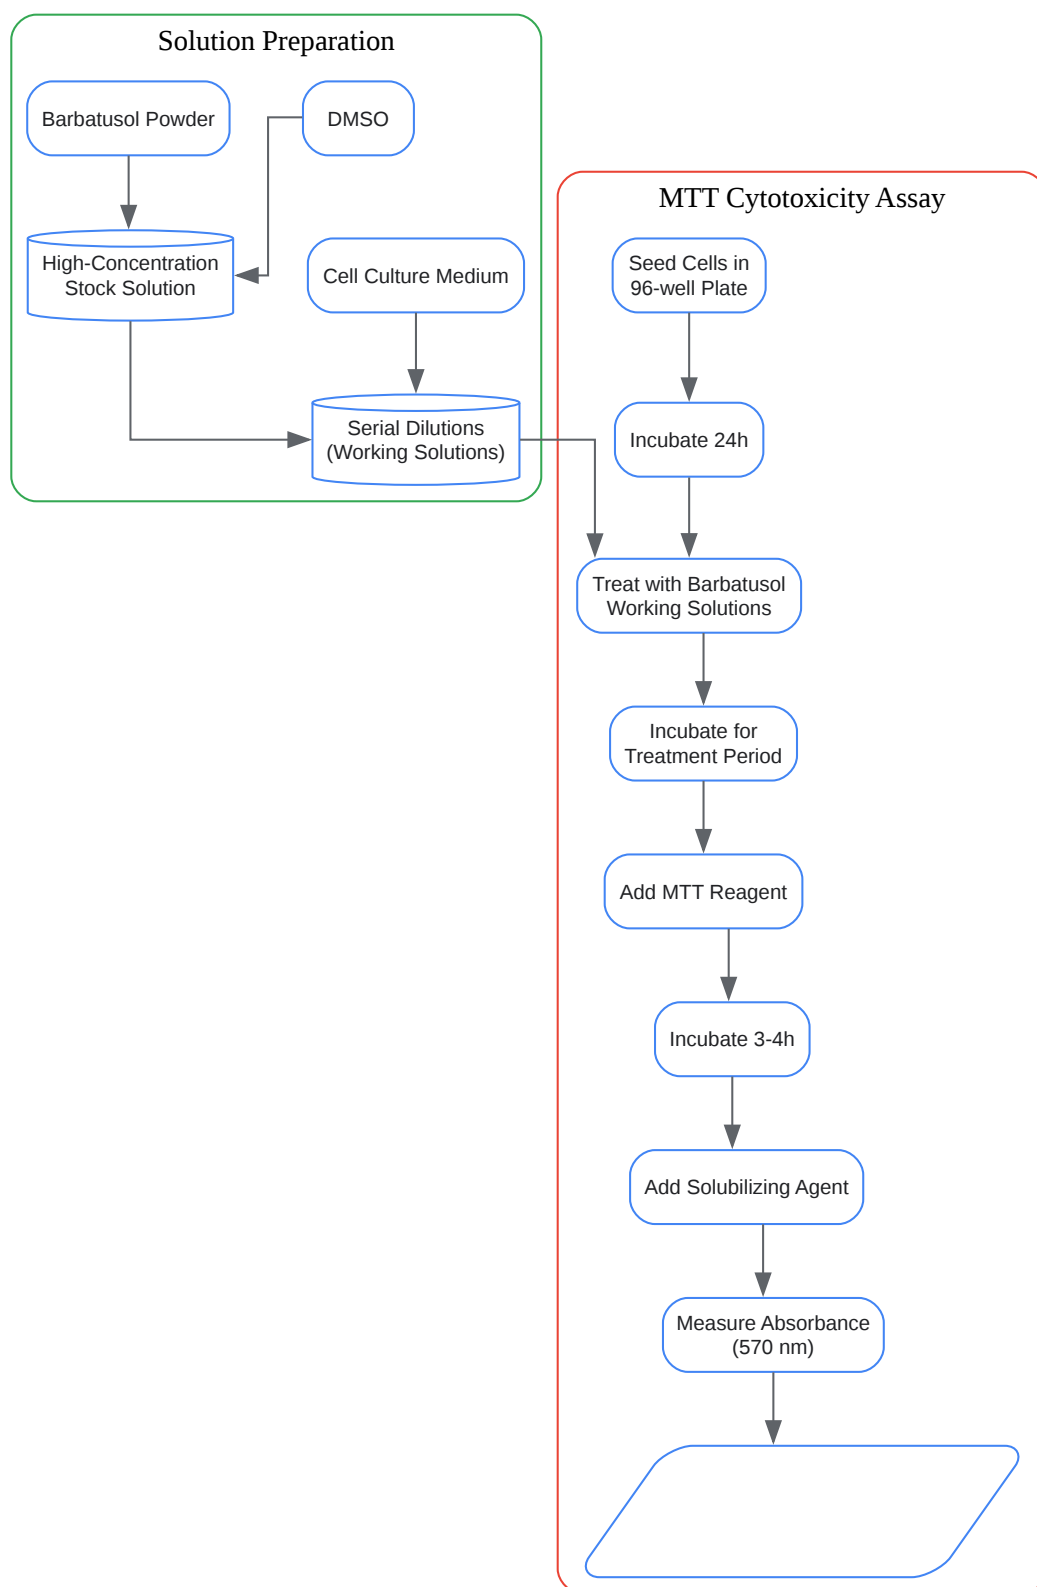 Solution Preparation
Barbatusol Powder
DMSO
High-Concentration
Stock Solution
Cell Culture Medium
Serial Dilutions
(Working Solutions)
MTT Cytotoxicity Assay
Seed Cells in
96-well Plate
Incubate 24h
Treat with Barbatusol
Working Solutions
Incubate for
Treatment Period
Add MTT Reagent
Incubate 3-4h
Add Solubilizing Agent
Measure Absorbance
(570 nm)